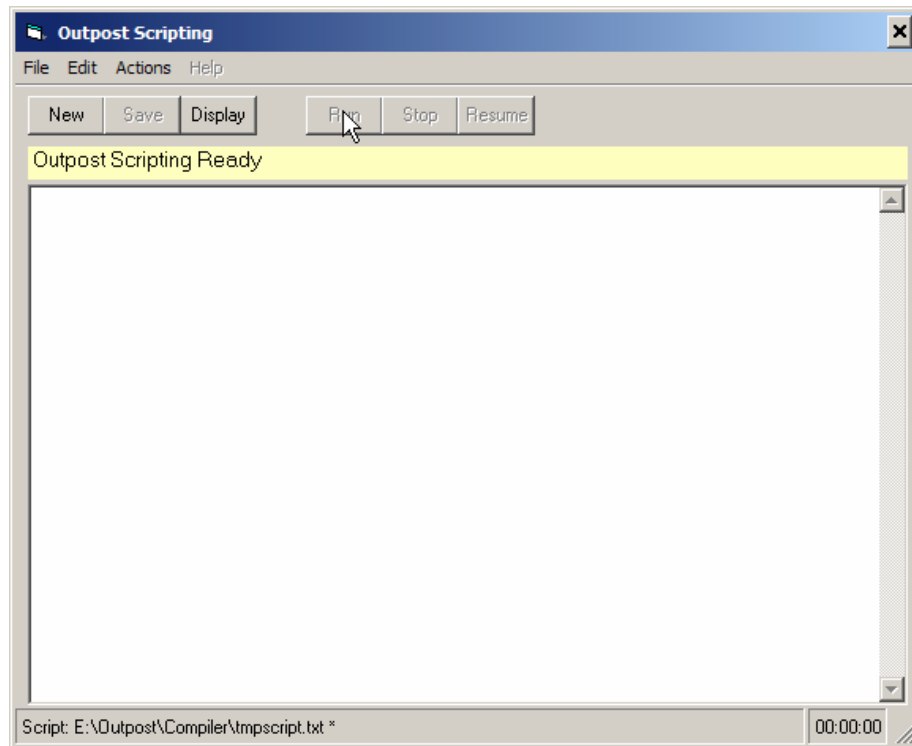 Outpost Scripting
File Edit Actions Help
New Save Display Run Stop Resume
Outpost Scripting Ready
Script: E:\Outpost\Compiler\tmpscript.txt * 00:00:00